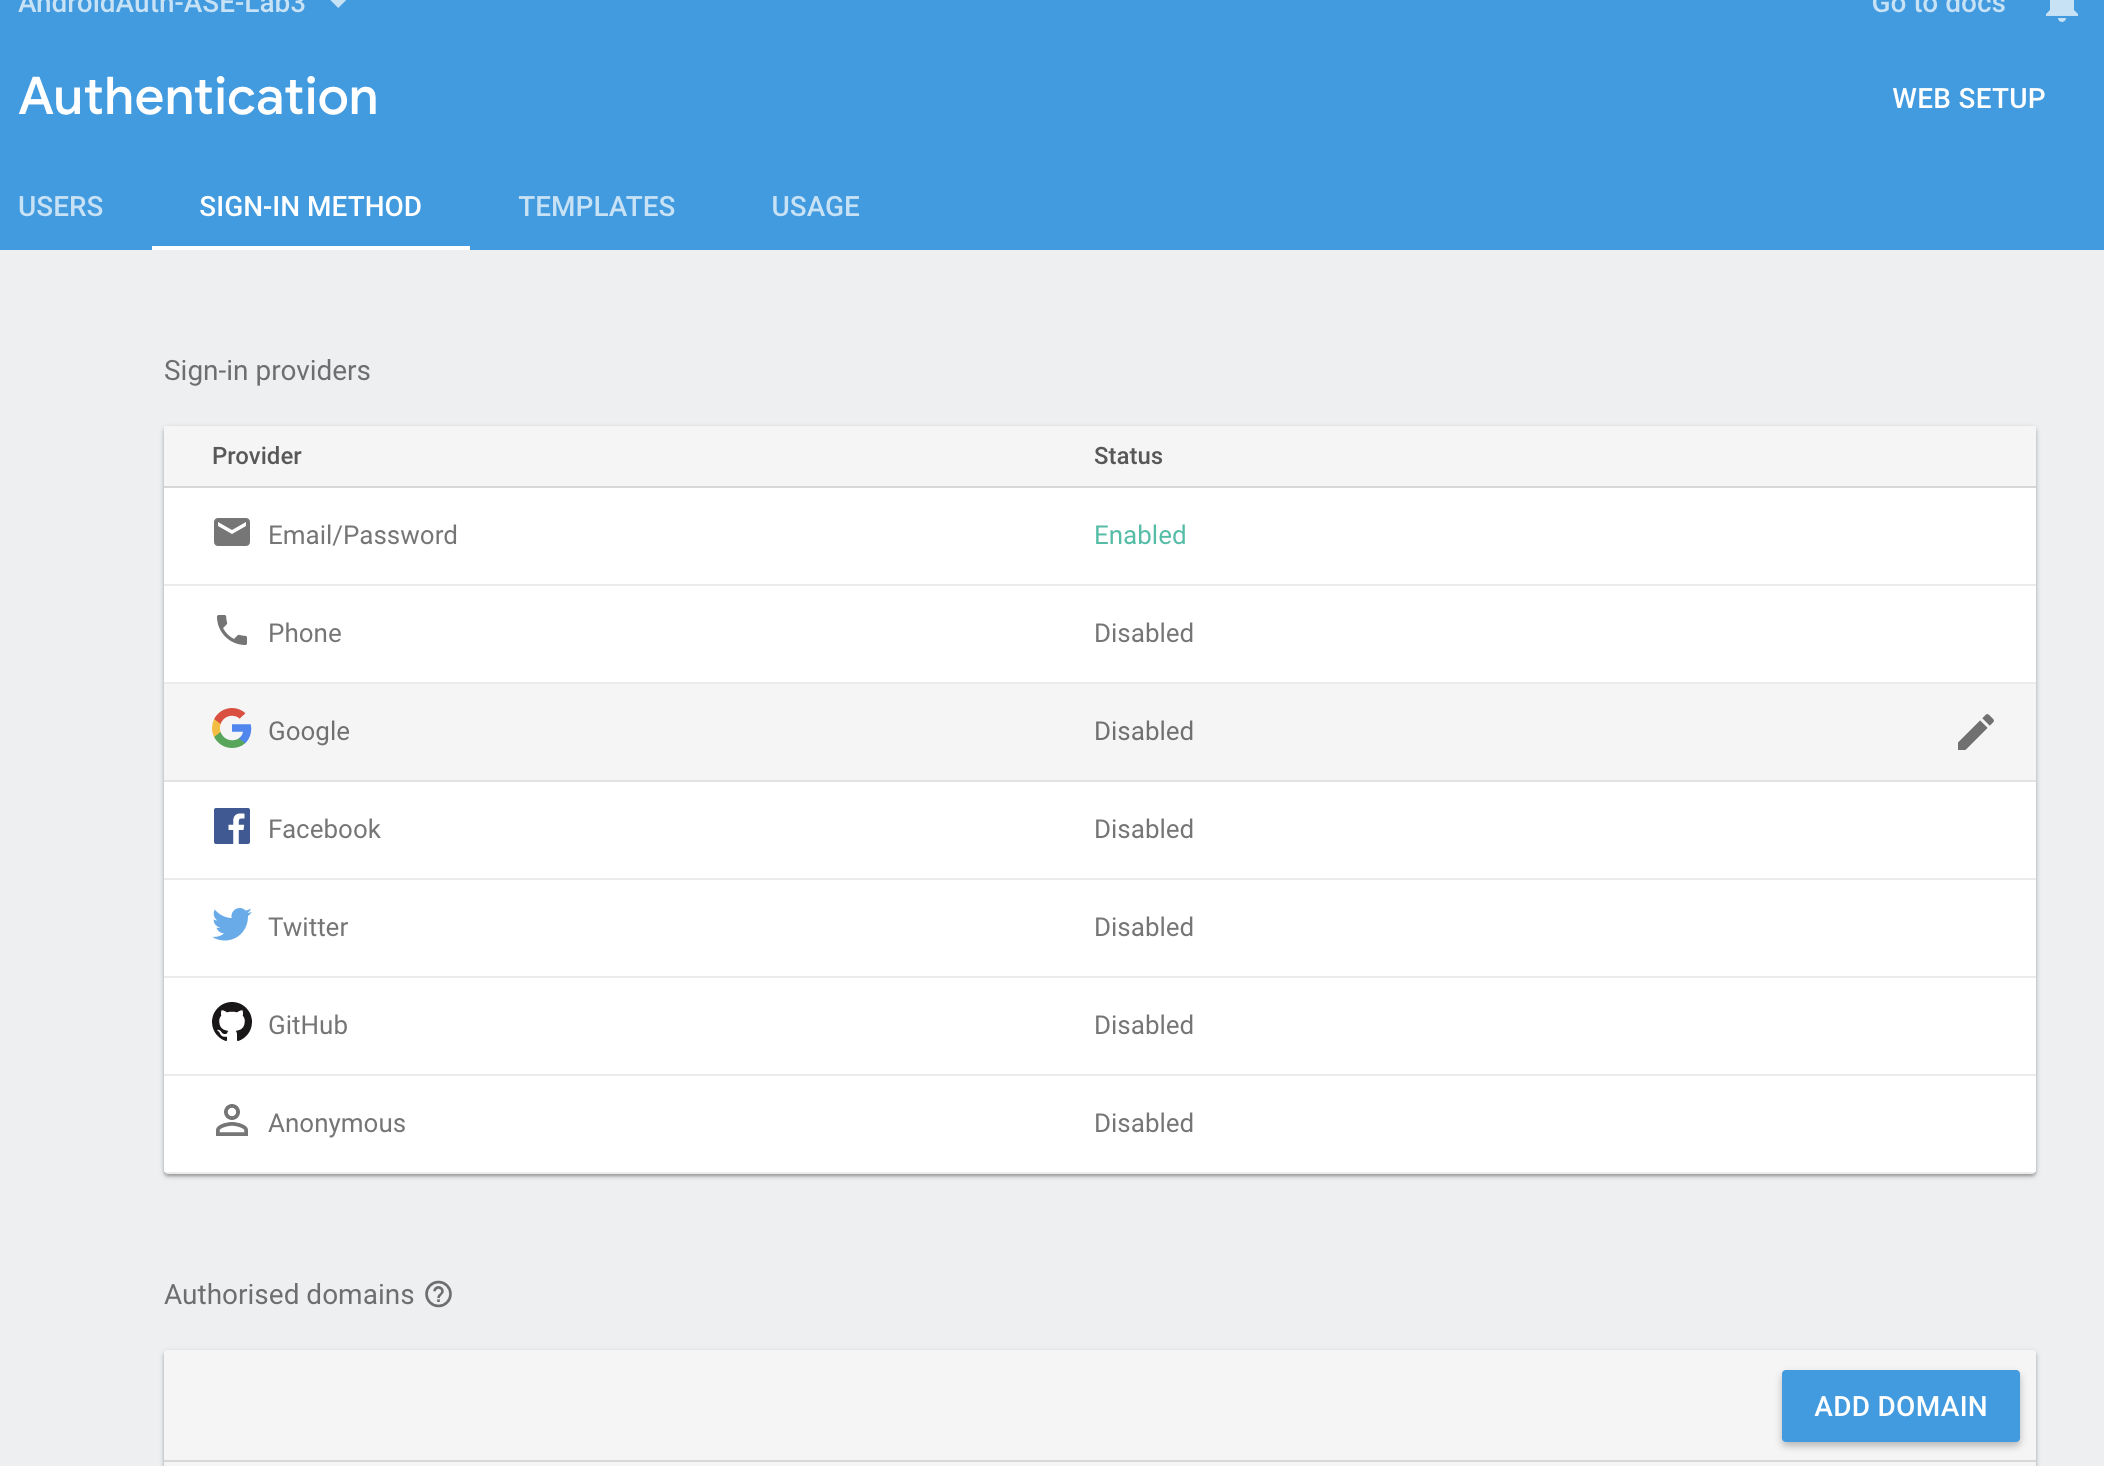 AndroidAuth-ASE-Lab3 Go to docs
Authentication WEB SETUP
USERS SIGN-IN METHOD TEMPLATES USAGE
Sign-in providers
Provider Status
Email/Password Enabled
Phone Disabled
Google Disabled
Facebook Disabled
Twitter Disabled
GitHub Disabled
Anonymous Disabled
Authorised domains ?
ADD DOMAIN